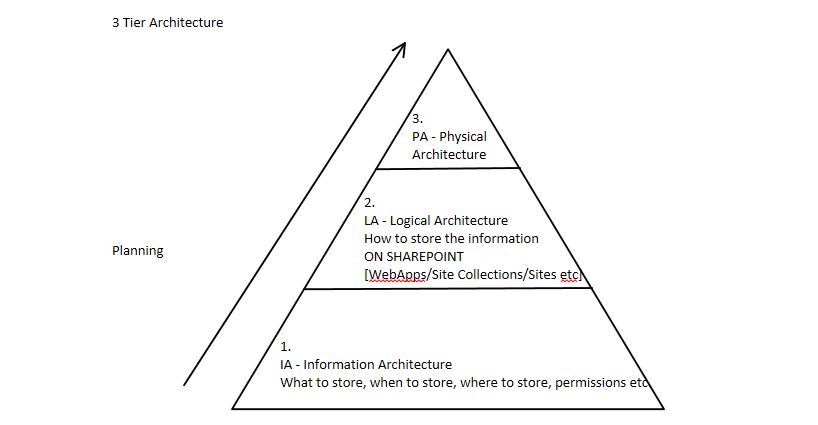 3 Tier Architecture
3.
PA - Physical
Architecture
2.
LA - Logical Architecture
How to store the information
ON SHAREPOINT
[WebApps/Site Collections/Sites etc]
Planning
1.
IA - Information Architecture
What to store, when to store, where to store, permissions etc